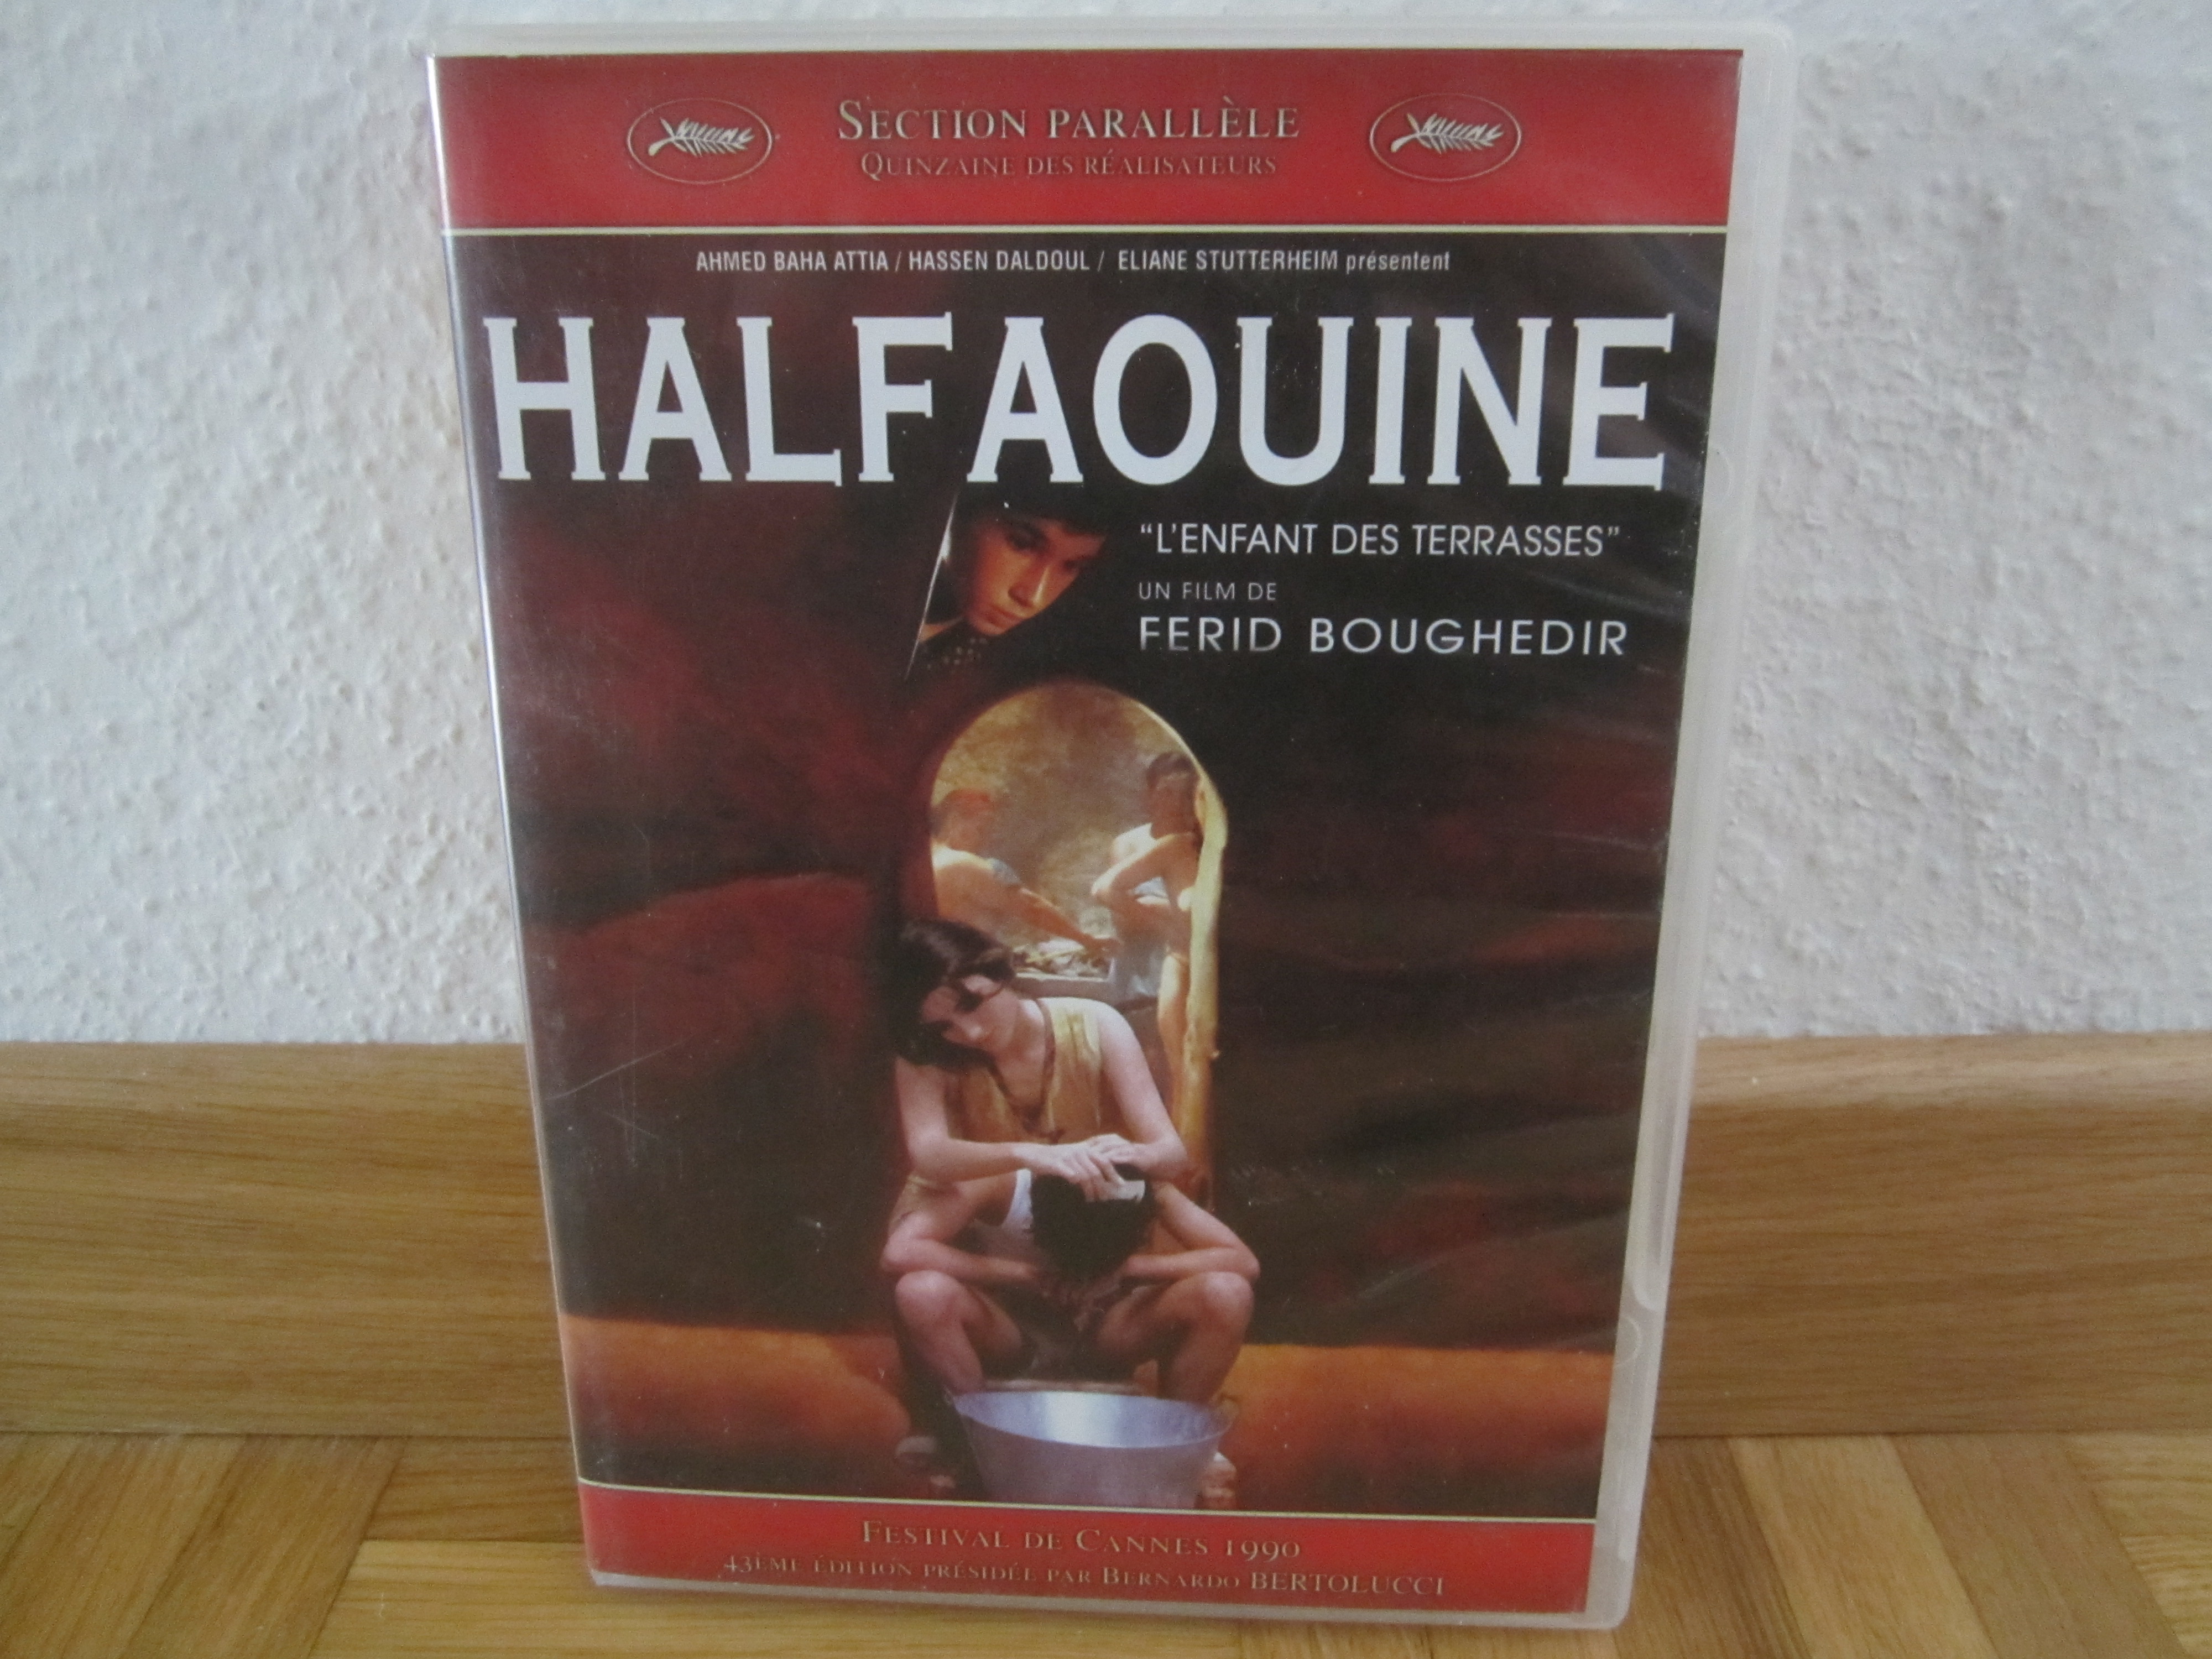 SECTION PARALLÈLE
QUINZAINE DES RÉALISATEURS
AHMED BAHA ATTIA / HASSEN DALDOUL / ELIANE STUTTERHEIM présentent
HALFAOUINE
“L'ENFANT DES TERRASSES”
UN FILM DE
FERID BOUGHEDIR
FESTIVAL DE CANNES 1990
43ÈME ÉDITION PRÉSIDÉE PAR BERNARDO BERTOLUCCI